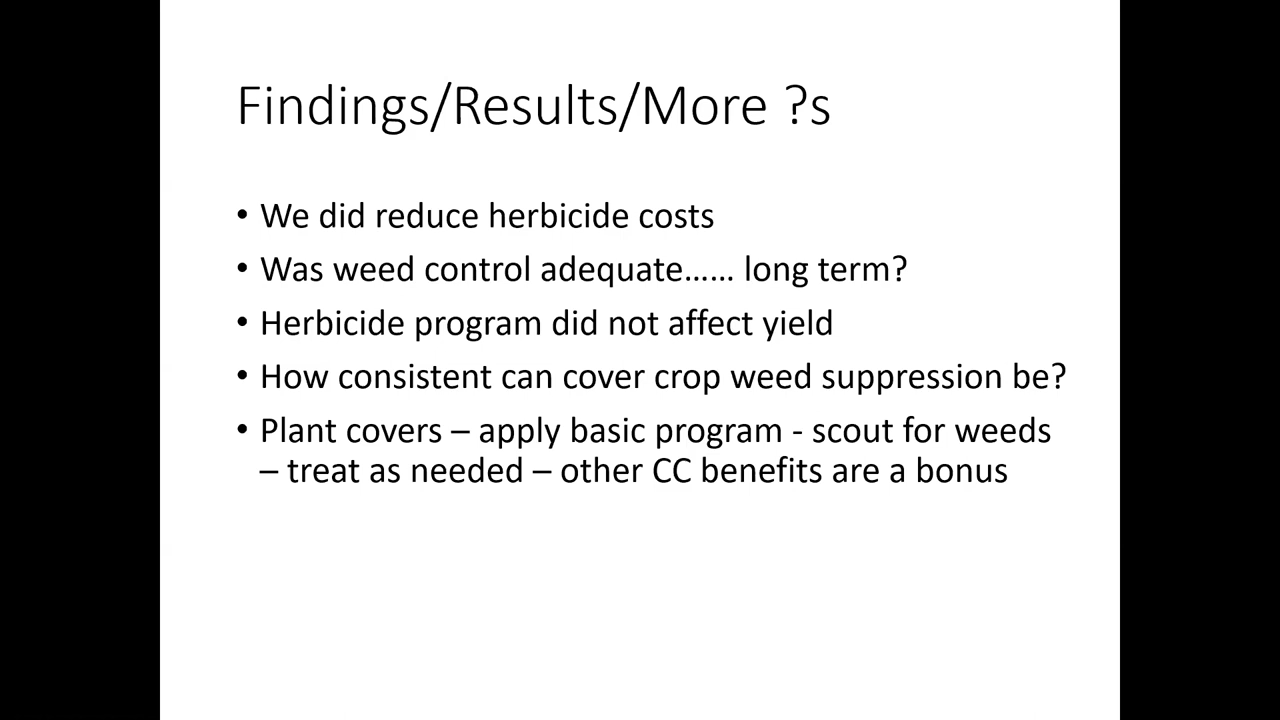 Findings/Results/More ?s
• We did reduce herbicide costs
• Was weed control adequate…… long term?
• Herbicide program did not affect yield
• How consistent can cover crop weed suppression be?
• Plant covers – apply basic program - scout for weeds
– treat as needed – other CC benefits are a bonus